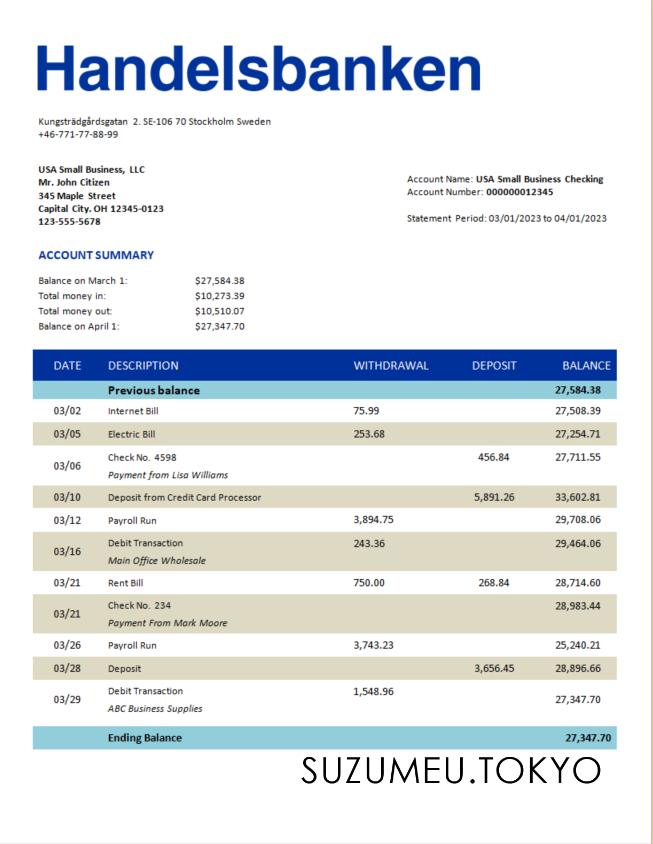 Handelsbanken
Kungsträdgårdsgatan 2. SE-106 70 Stockholm Sweden
+46-771-77-88-99
USA Small Business, LLC
Mr. John Citizen
345 Maple Street
Capital City. OH 12345-0123
123-555-5678
Account Name: USA Small Business Checking
Account Number: 000000012345
Statement Period: 03/01/2023 to 04/01/2023
ACCOUNT SUMMARY
Balance on March 1: $27,584.38
Total money in: $10,273.39
Total money out: $10,510.07
Balance on April 1: $27,347.70
DATE DESCRIPTION WITHDRAWAL DEPOSIT BALANCE
Previous balance 27,584.38
03/02 Internet Bill 75.99 27,508.39
03/05 Electric Bill 253.68 27,254.71
03/06 Check No. 4598 456.84 27,711.55
Payment from Lisa Williams
03/10 Deposit from Credit Card Processor 5,891.26 33,602.81
03/12 Payroll Run 3,894.75 29,708.06
03/16 Debit Transaction 243.36 29,464.06
Main Office Wholesale
03/21 Rent Bill 750.00 268.84 28,714.60
03/21 Check No. 234 28,983.44
Payment From Mark Moore
03/26 Payroll Run 3,743.23 25,240.21
03/28 Deposit 3,656.45 28,896.66
03/29 Debit Transaction 1,548.96 27,347.70
ABC Business Supplies
Ending Balance 27,347.70
SUZUMEU.TOKYO